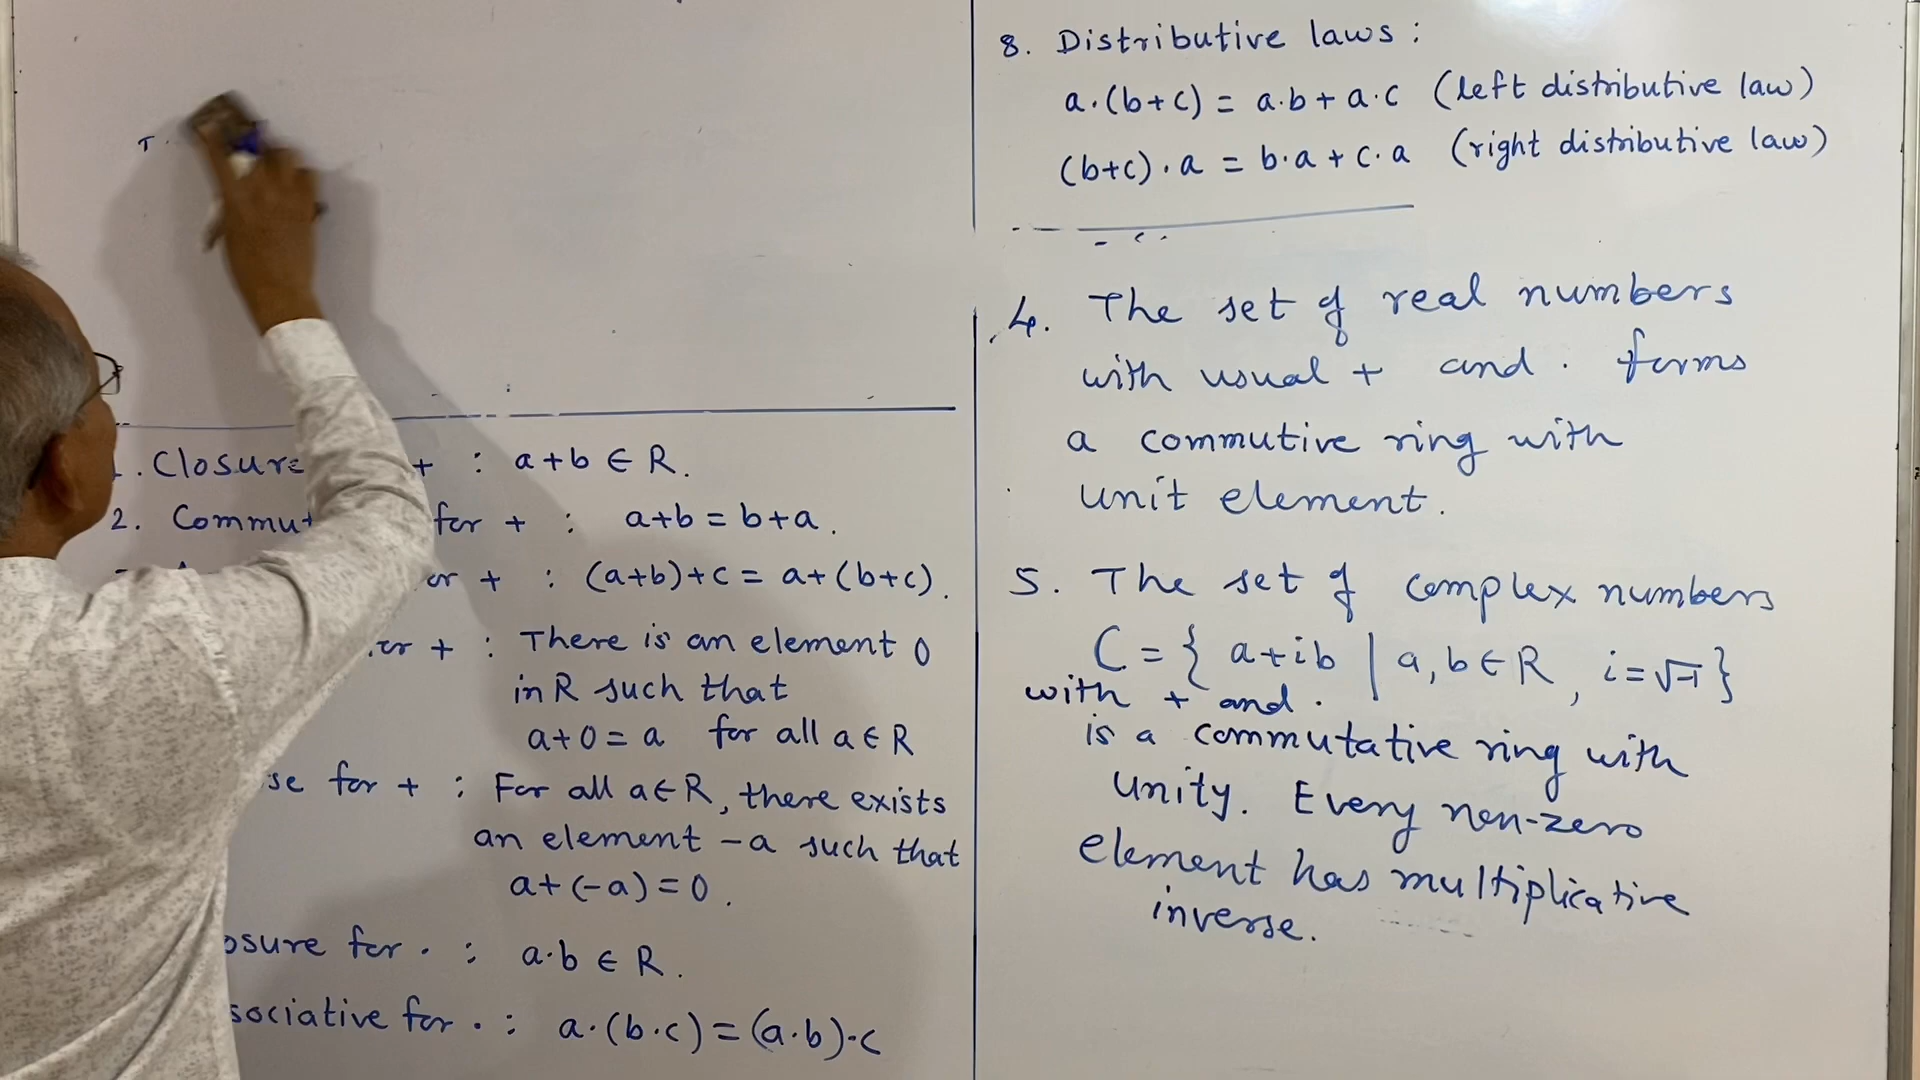 1. Closure + : a+b ∈ R.
2. Commut for + : a+b = b+a.
or + : (a+b)+c = a+(b+c).
or + : There is an element 0
in R such that
a+0 = a for all a ∈ R
se for + : For all a ∈ R, there exists
an element -a such that
a+(-a) = 0.
osure for · : a·b ∈ R.
sociative for · : a·(b·c) = (a·b)·c
8. Distributive laws :
a·(b+c) = a·b + a·c (left distributive law)
(b+c)·a = b·a + c·a (right distributive law)
4. The set of real numbers
with usual + and · forms
a commutive ring with
unit element.
5. The set of complex numbers
C = { a+ib | a, b ∈ R, i = √-1 }
with + and ·
is a commutative ring with
unity. Every non-zero
element has multiplicative
inverse.